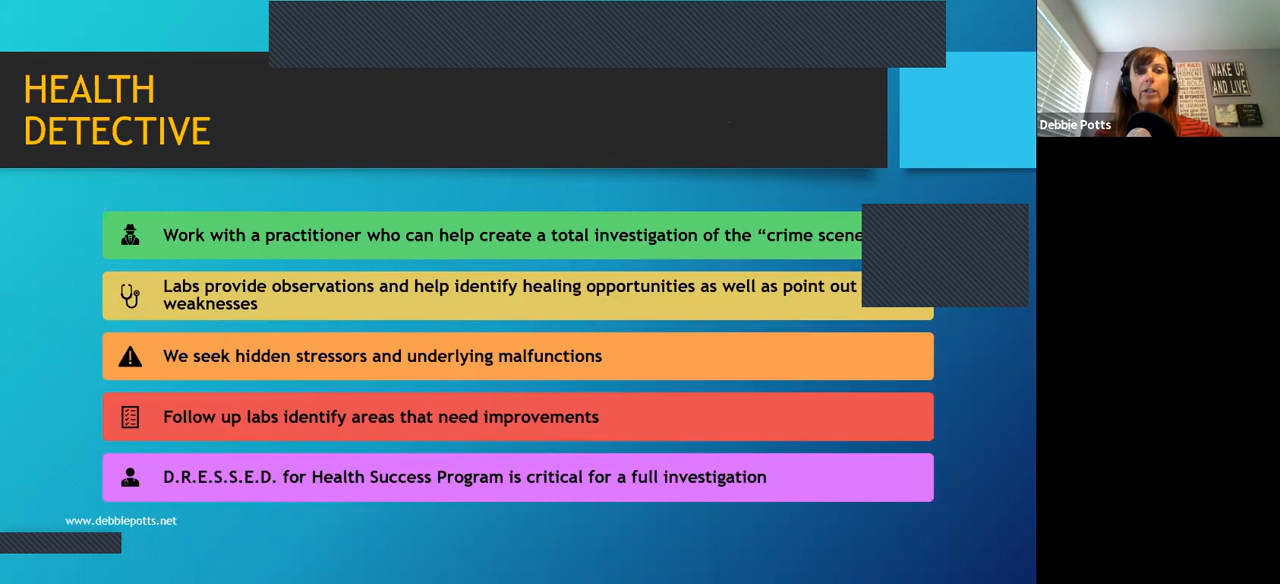 HEALTH
DETECTIVE
Work with a practitioner who can help create a total investigation of the “crime scene
Labs provide observations and help identify healing opportunities as well as point out
weaknesses
We seek hidden stressors and underlying malfunctions
Follow up labs identify areas that need improvements
D.R.E.S.S.E.D. for Health Success Program is critical for a full investigation
www.debbiepotts.net
WAKE UP
AND LIVE!
Debbie Potts